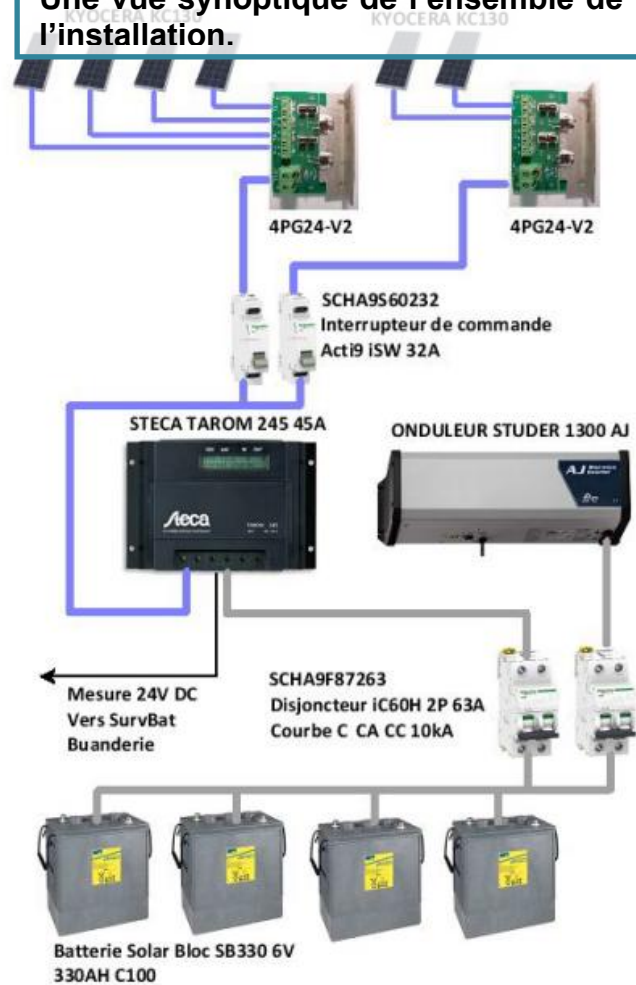 Une vue synoptique de l'ensemble de
l'installation.
KYOCERA KC130
KYOCERA KC130
4PG24-V2
4PG24-V2
SCHA9S60232
Interrupteur de commande
Acti9 iSW 32A
STECA TAROM 245 45A
ONDULEUR STUDER 1300 AJ
AJ
Steca
Mesure 24V DC
Vers SurvBat
Buanderie
SCHA9F87263
Disjoncteur iC60H 2P 63A
Courbe C CA CC 10kA
Batterie Solar Bloc SB330 6V
330AH C100